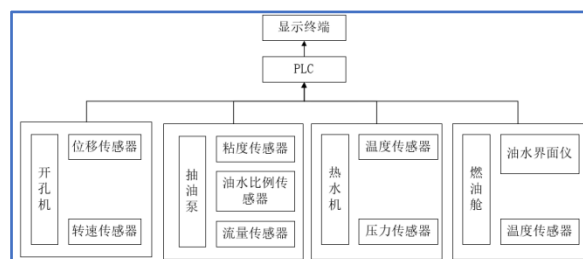 显示终端
PLC
开孔机
位移传感器
转速传感器
抽油泵
粘度传感器
油水比例传
感器
流量传感器
热水机
温度传感器
压力传感器
燃油舱
油水界面仪
温度传感器